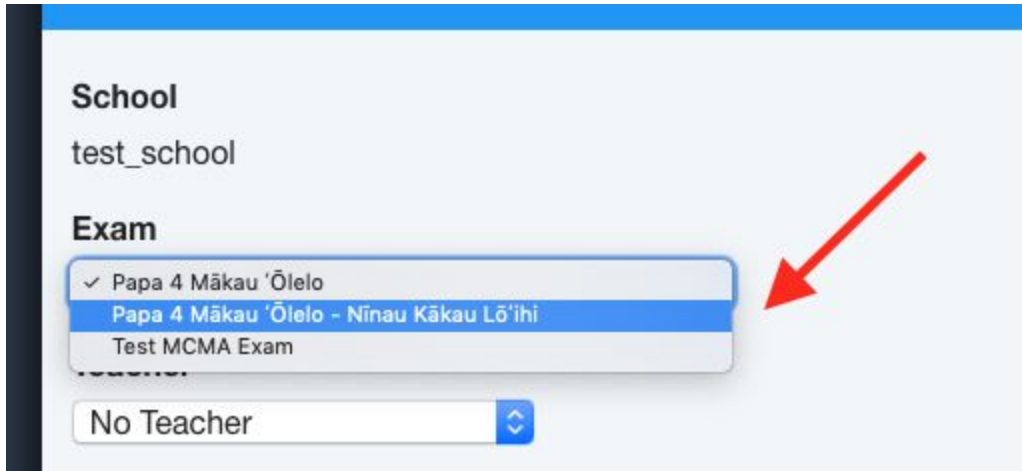 School
test_school
Exam
✓ Papa 4 Mākau ʻŌlelo
Papa 4 Mākau ʻŌlelo - Nīnau Kākau Lōʻihi
Test MCMA Exam
Teacher
No Teacher